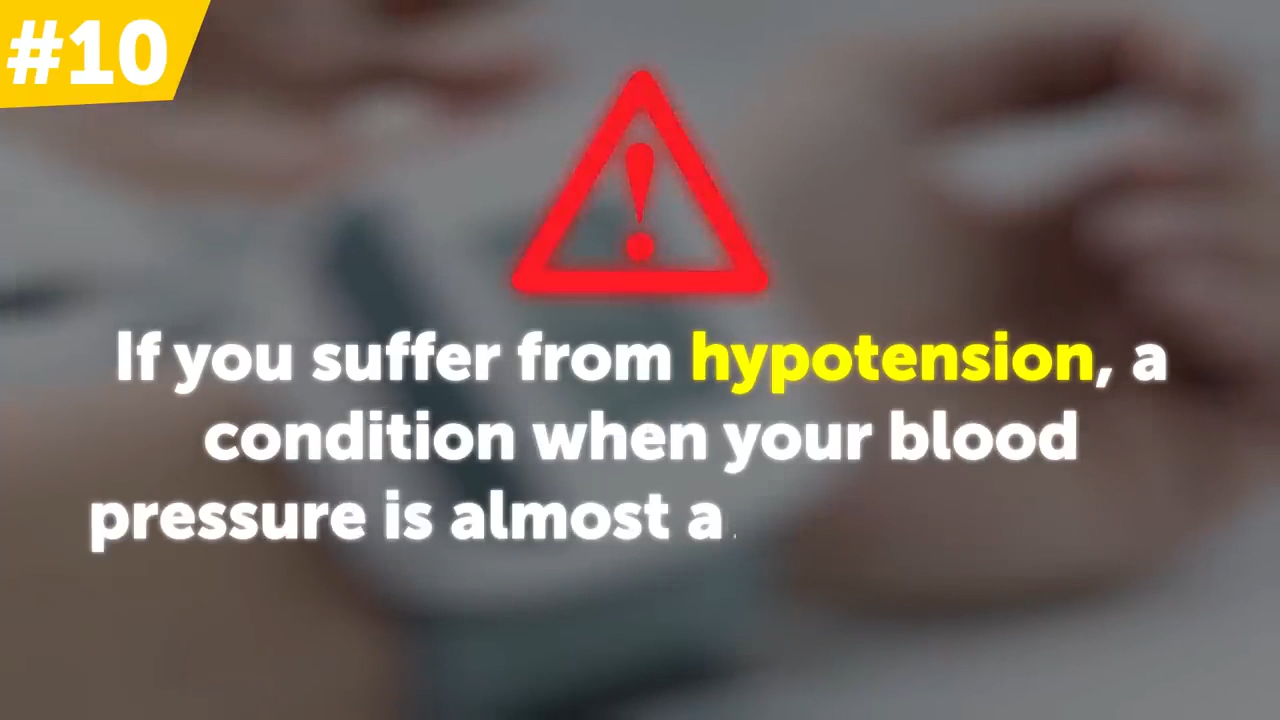 #10
If you suffer from hypotension, a
condition when your blood
pressure is almost a